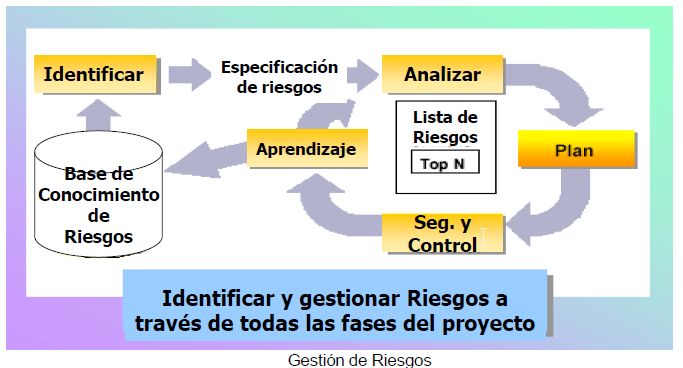 Identificar
Especificación
de riesgos
Analizar
Lista de
Riesgos
Top N
Aprendizaje
Plan
Base de
Conocimiento
de
Riesgos
Seg. y
Control
Identificar y gestionar Riesgos a
través de todas las fases del proyecto
Gestión de Riesgos